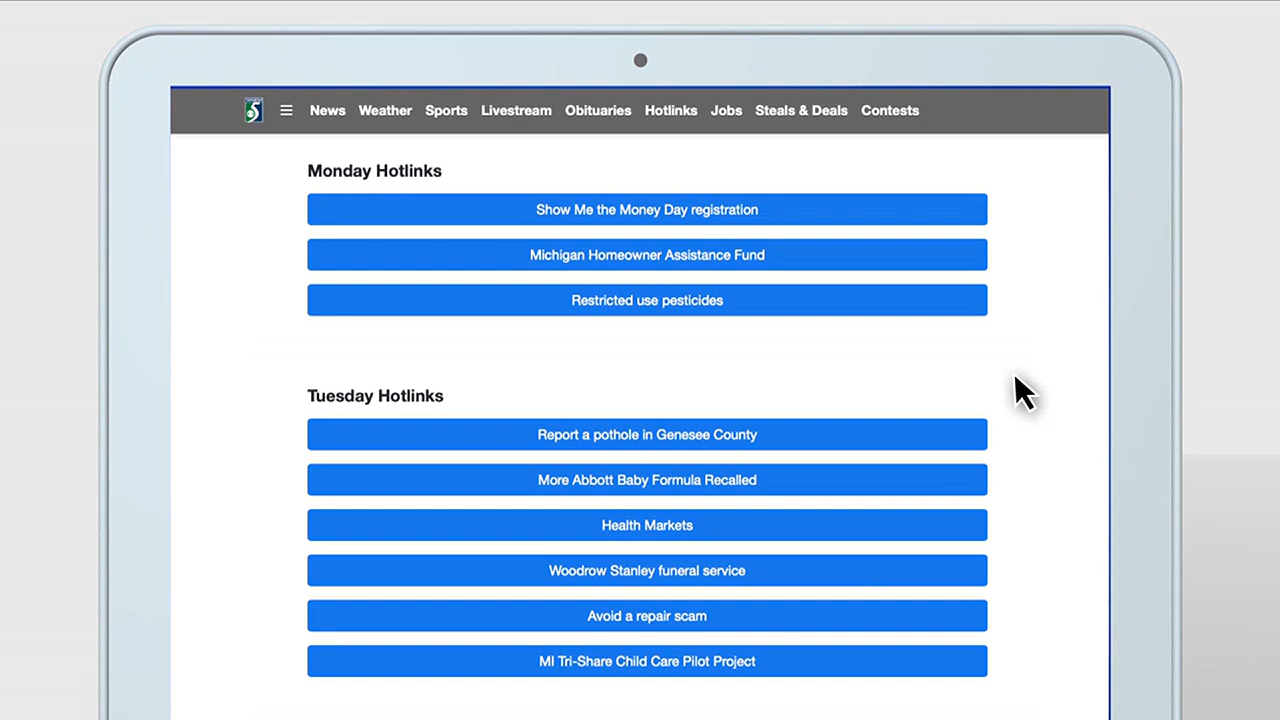 5
News Weather Sports Livestream Obituaries Hotlinks Jobs Steals & Deals Contests
Monday Hotlinks
Show Me the Money Day registration
Michigan Homeowner Assistance Fund
Restricted use pesticides
Tuesday Hotlinks
Report a pothole in Genesee County
More Abbott Baby Formula Recalled
Health Markets
Woodrow Stanley funeral service
Avoid a repair scam
MI Tri-Share Child Care Pilot Project